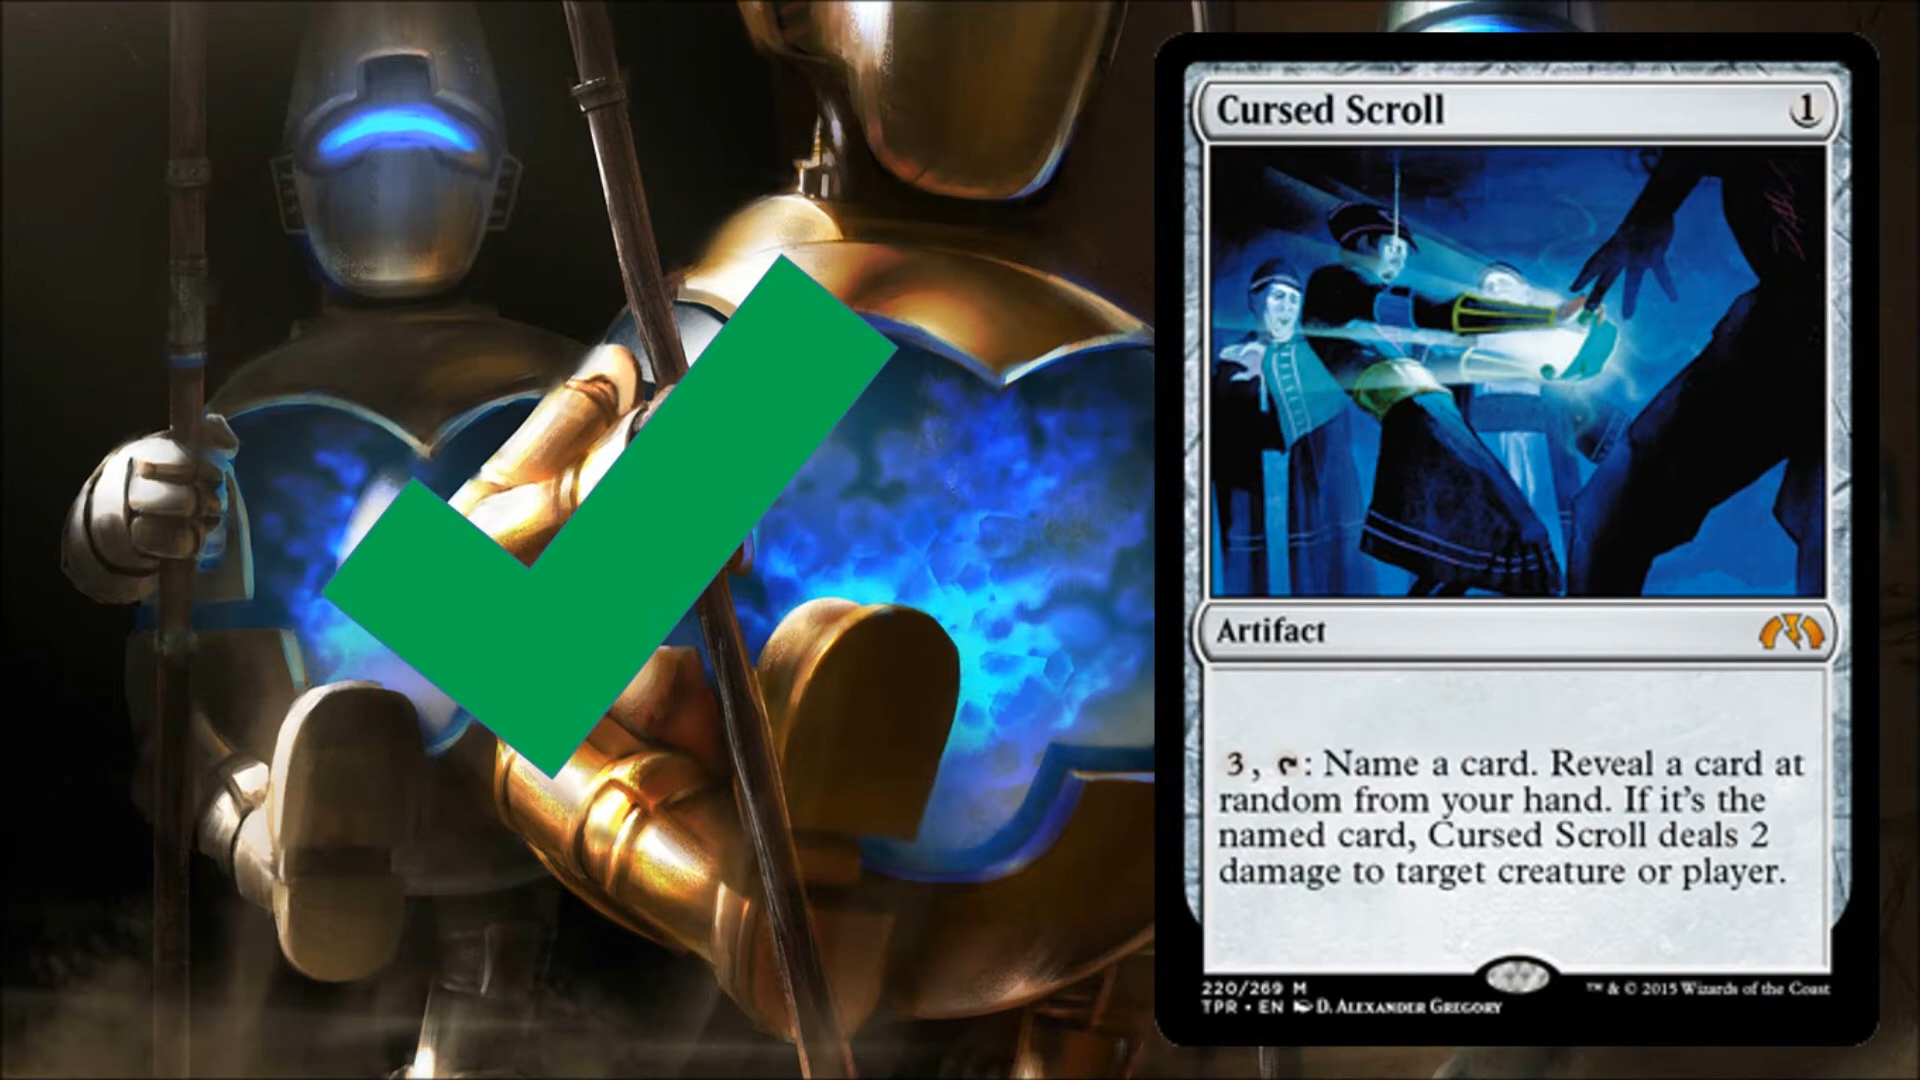 Cursed Scroll 1
Artifact
3, : Name a card. Reveal a card at
random from your hand. If it's the
named card, Cursed Scroll deals 2
damage to target creature or player.
220/269 M
TPR • EN D. Alexander Gregory
™ & © 2015 Wizards of the Coast